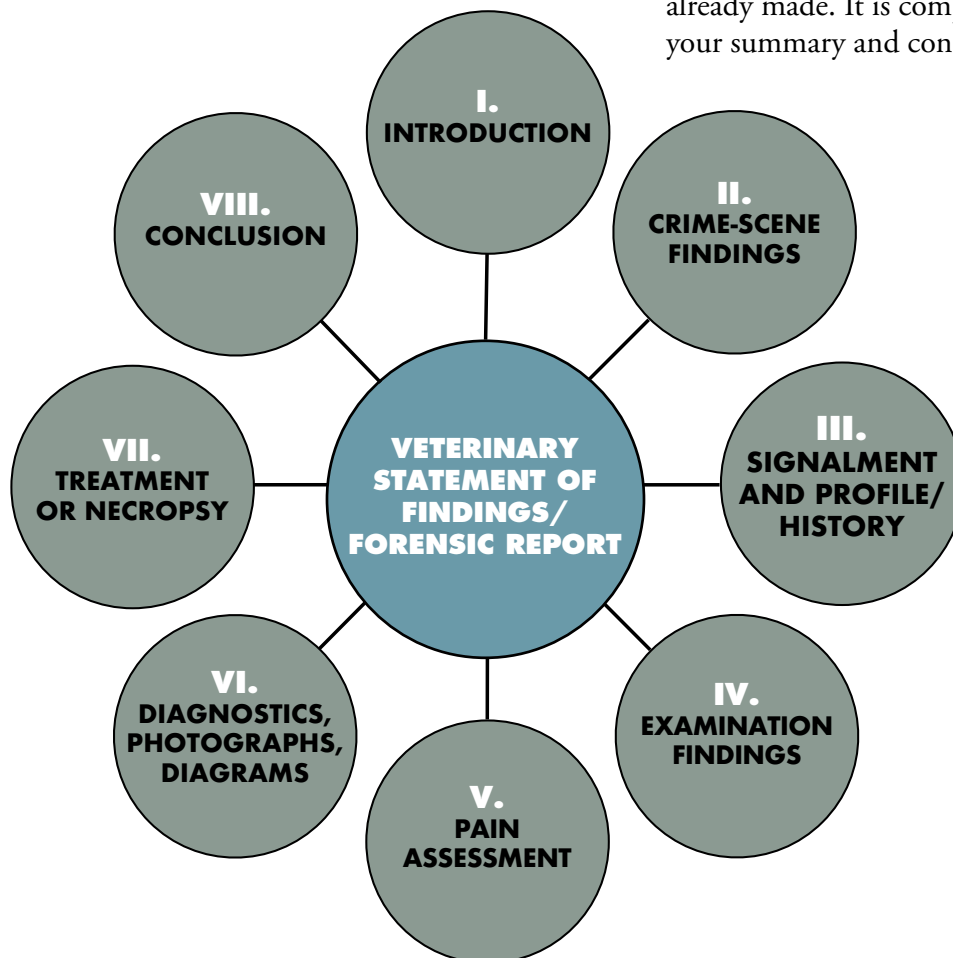 already made. It is
your summary and
I.
INTRODUCTION
II.
CRIME-SCENE
FINDINGS
III.
SIGNALMENT
AND PROFILE/
HISTORY
IV.
EXAMINATION
FINDINGS
V.
PAIN
ASSESSMENT
VI.
DIAGNOSTICS,
PHOTOGRAPHS,
DIAGRAMS
VII.
TREATMENT
OR NECROPSY
VIII.
CONCLUSION
VETERINARY
STATEMENT OF
FINDINGS/
FORENSIC REPORT